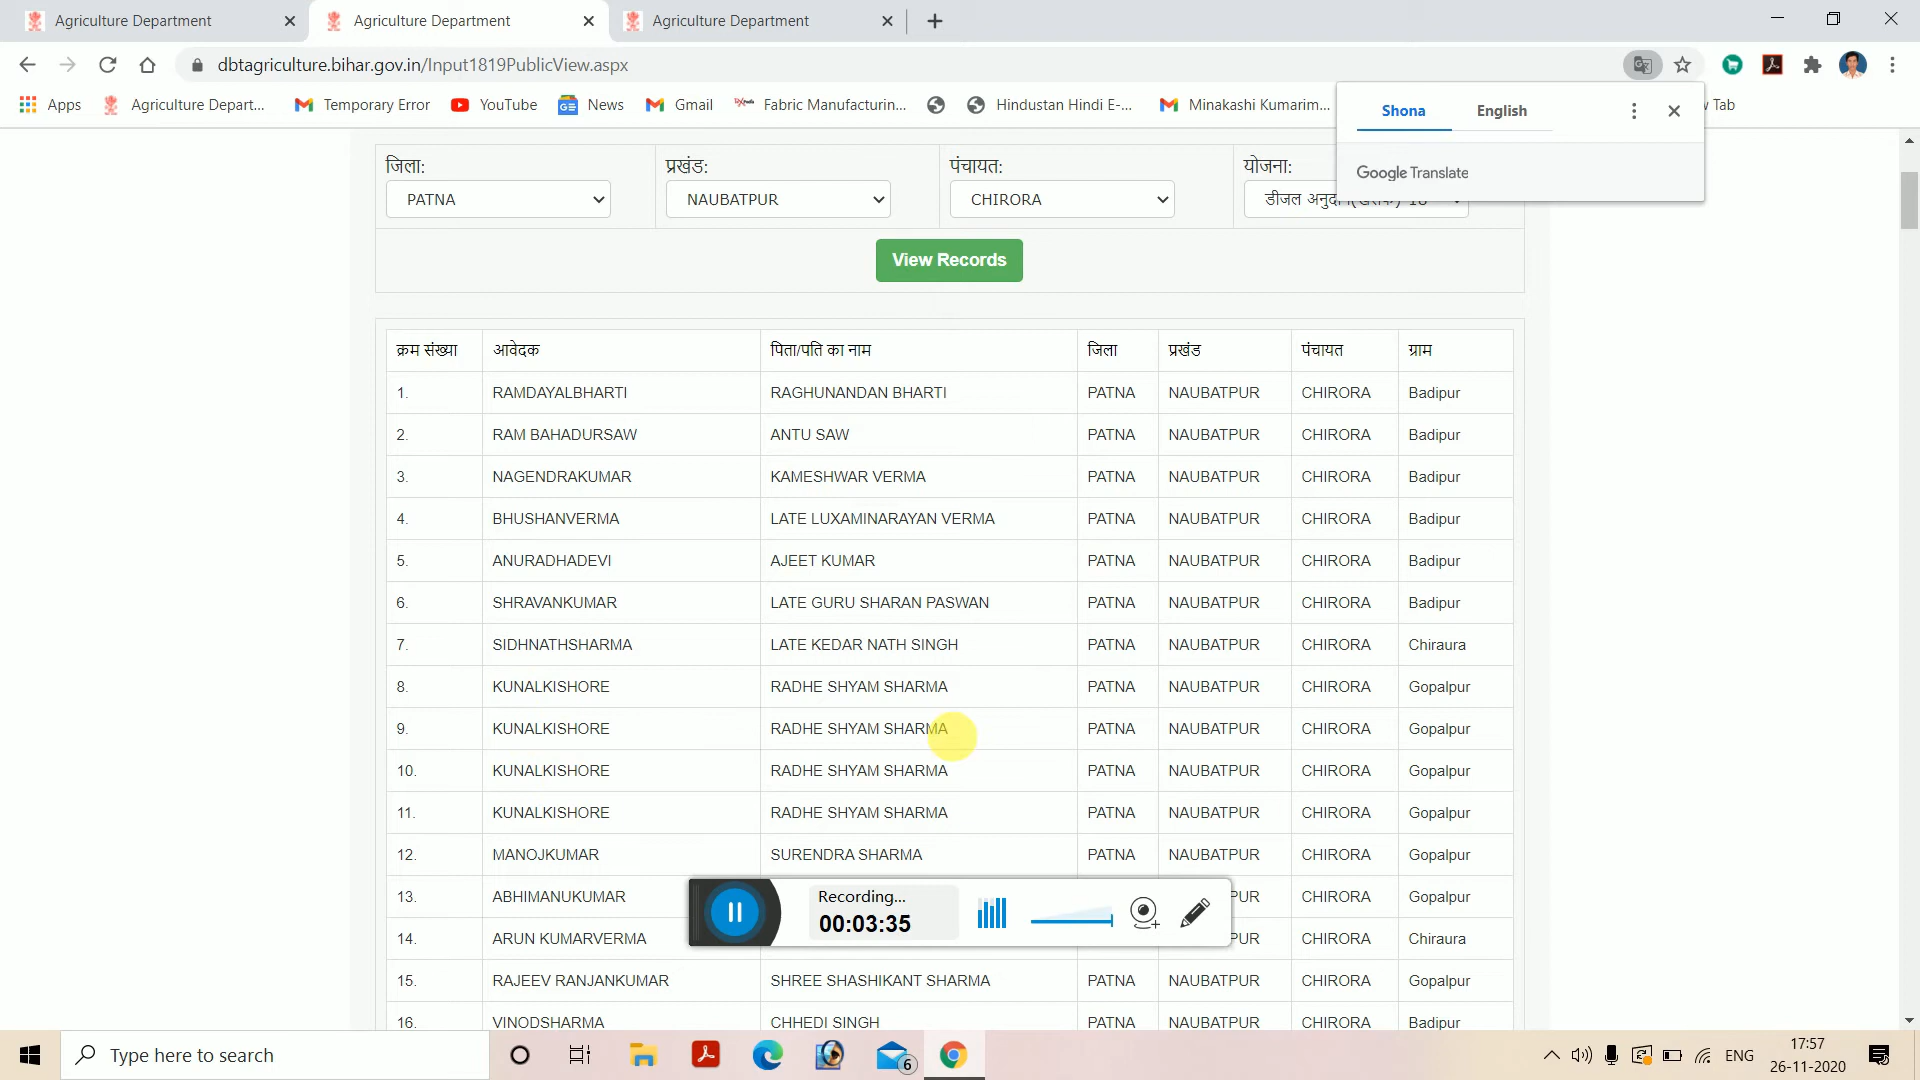 Agriculture Department
Agriculture Department
Agriculture Department
dbtagriculture.bihar.gov.in/Input1819PublicView.aspx
Apps
Agriculture Depart...
Temporary Error
YouTube
News
Gmail
Fabric Manufacturin...
Hindustan Hindi E-...
Minakashi Kumarim...
Tab
Shona English
Google Translate
जिला: प्रखंड: पंचायत: योजना:
PATNA NAUBATPUR CHIRORA डीजल
View Records
क्रम संख्या आवेदक पिता/पति का नाम जिला प्रखंड पंचायत ग्राम
1. RAMDAYALBHARTI RAGHUNANDAN BHARTI PATNA NAUBATPUR CHIRORA Badipur
2. RAM BAHADURSAW ANTU SAW PATNA NAUBATPUR CHIRORA Badipur
3. NAGENDRAKUMAR KAMESHWAR VERMA PATNA NAUBATPUR CHIRORA Badipur
4. BHUSHANVERMA LATE LUXAMINARAYAN VERMA PATNA NAUBATPUR CHIRORA Badipur
5. ANURADHADEVI AJEET KUMAR PATNA NAUBATPUR CHIRORA Badipur
6. SHRAVANKUMAR LATE GURU SHARAN PASWAN PATNA NAUBATPUR CHIRORA Badipur
7. SIDHNATHSHARMA LATE KEDAR NATH SINGH PATNA NAUBATPUR CHIRORA Chiraura
8. KUNALKISHORE RADHE SHYAM SHARMA PATNA NAUBATPUR CHIRORA Gopalpur
9. KUNALKISHORE RADHE SHYAM SHARMA PATNA NAUBATPUR CHIRORA Gopalpur
10. KUNALKISHORE RADHE SHYAM SHARMA PATNA NAUBATPUR CHIRORA Gopalpur
11. KUNALKISHORE RADHE SHYAM SHARMA PATNA NAUBATPUR CHIRORA Gopalpur
12. MANOJKUMAR SURENDRA SHARMA PATNA NAUBATPUR CHIRORA Gopalpur
13. ABHIMANUKUMAR PUR CHIRORA Gopalpur
14. ARUN KUMARVERMA PUR CHIRORA Chiraura
Recording...
00:03:35
15. RAJEEV RANJANKUMAR SHREE SHASHIKANT SHARMA PATNA NAUBATPUR CHIRORA Gopalpur
16. VINODSHARMA CHHEDI SINGH PATNA NAUBATPUR CHIRORA Badipur
Type here to search
6
ENG
17:57
26-11-2020